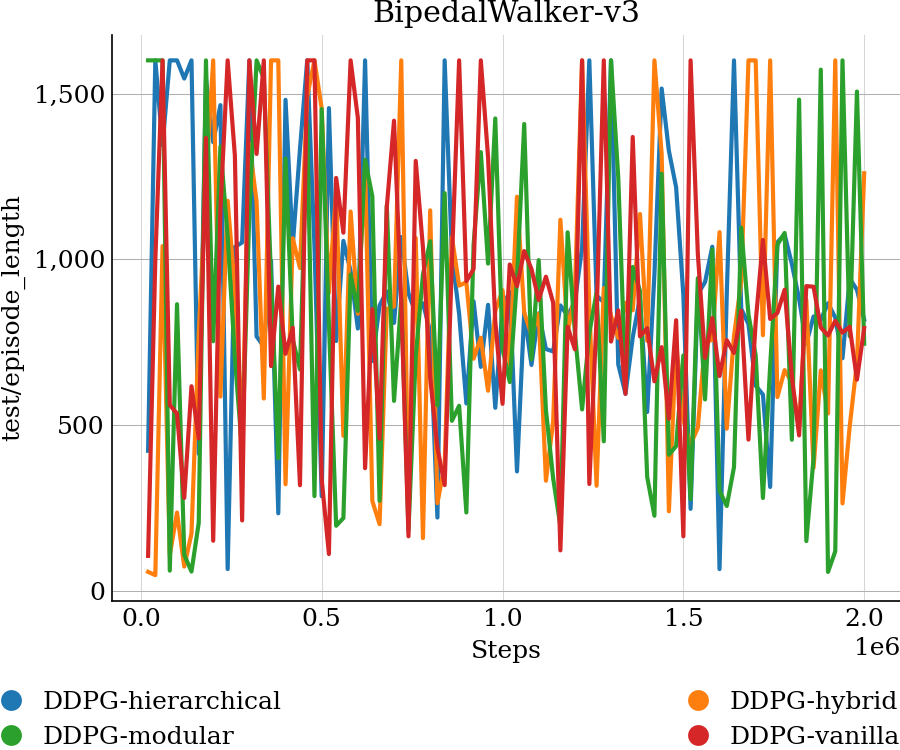 BipedalWalker-v3
test/episode_length
1,500
1,000
500
0
0.0 0.5 1.0 1.5 2.0
1e6
Steps
DDPG-hierarchical DDPG-hybrid
DDPG-modular DDPG-vanilla